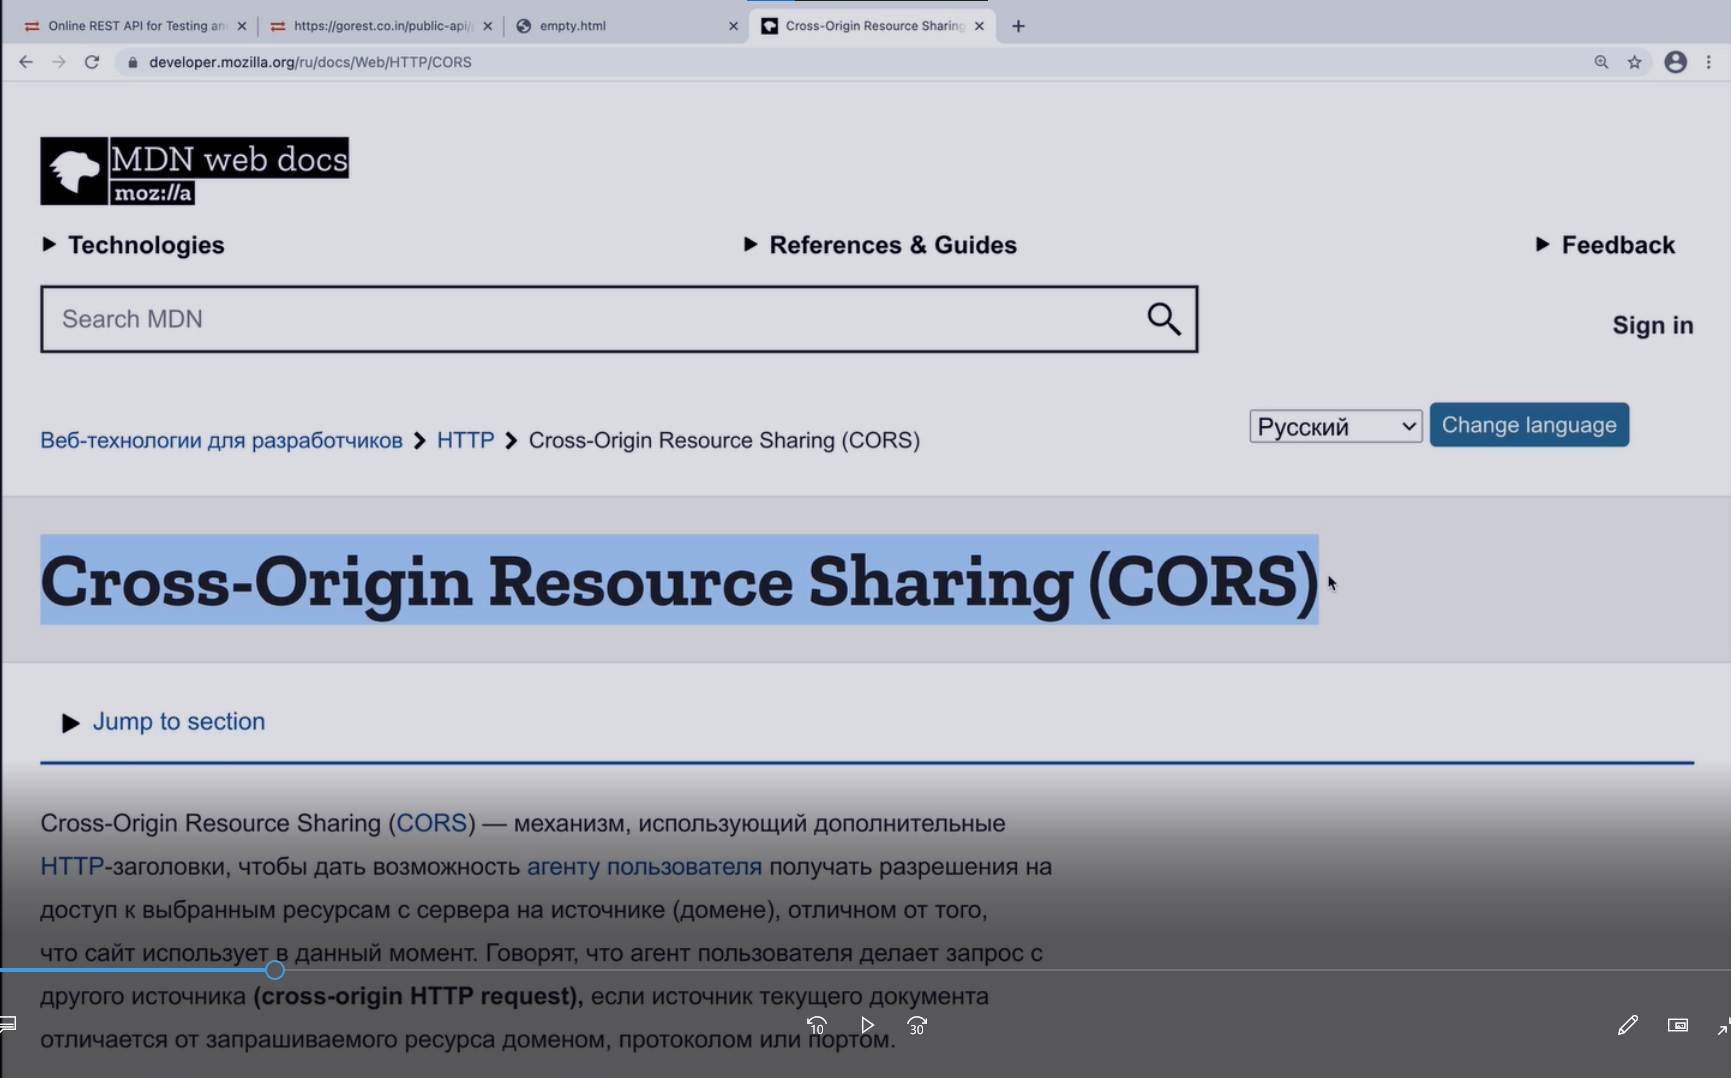 Online REST API for Testing an
https://gorest.co.in/public-api/
empty.html
Cross-Origin Resource Sharing
developer.mozilla.org/ru/docs/Web/HTTP/CORS
MDN web docs
moz://a
Technologies
References & Guides
Feedback
Search MDN
Sign in
Веб-технологии для разработчиков
HTTP
Cross-Origin Resource Sharing (CORS)
Русский
Change language
Cross-Origin Resource Sharing (CORS)
Jump to section
Cross-Origin Resource Sharing (CORS) — механизм, использующий дополнительные
HTTP-заголовки, чтобы дать возможность агенту пользователя получать разрешения на
доступ к выбранным ресурсам с сервера на источнике (домене), отличном от того,
что сайт использует в данный момент. Говорят, что агент пользователя делает запрос с
другого источника (cross-origin HTTP request), если источник текущего документа
отличается от запрашиваемого ресурса доменом, протоколом или портом.
10
30